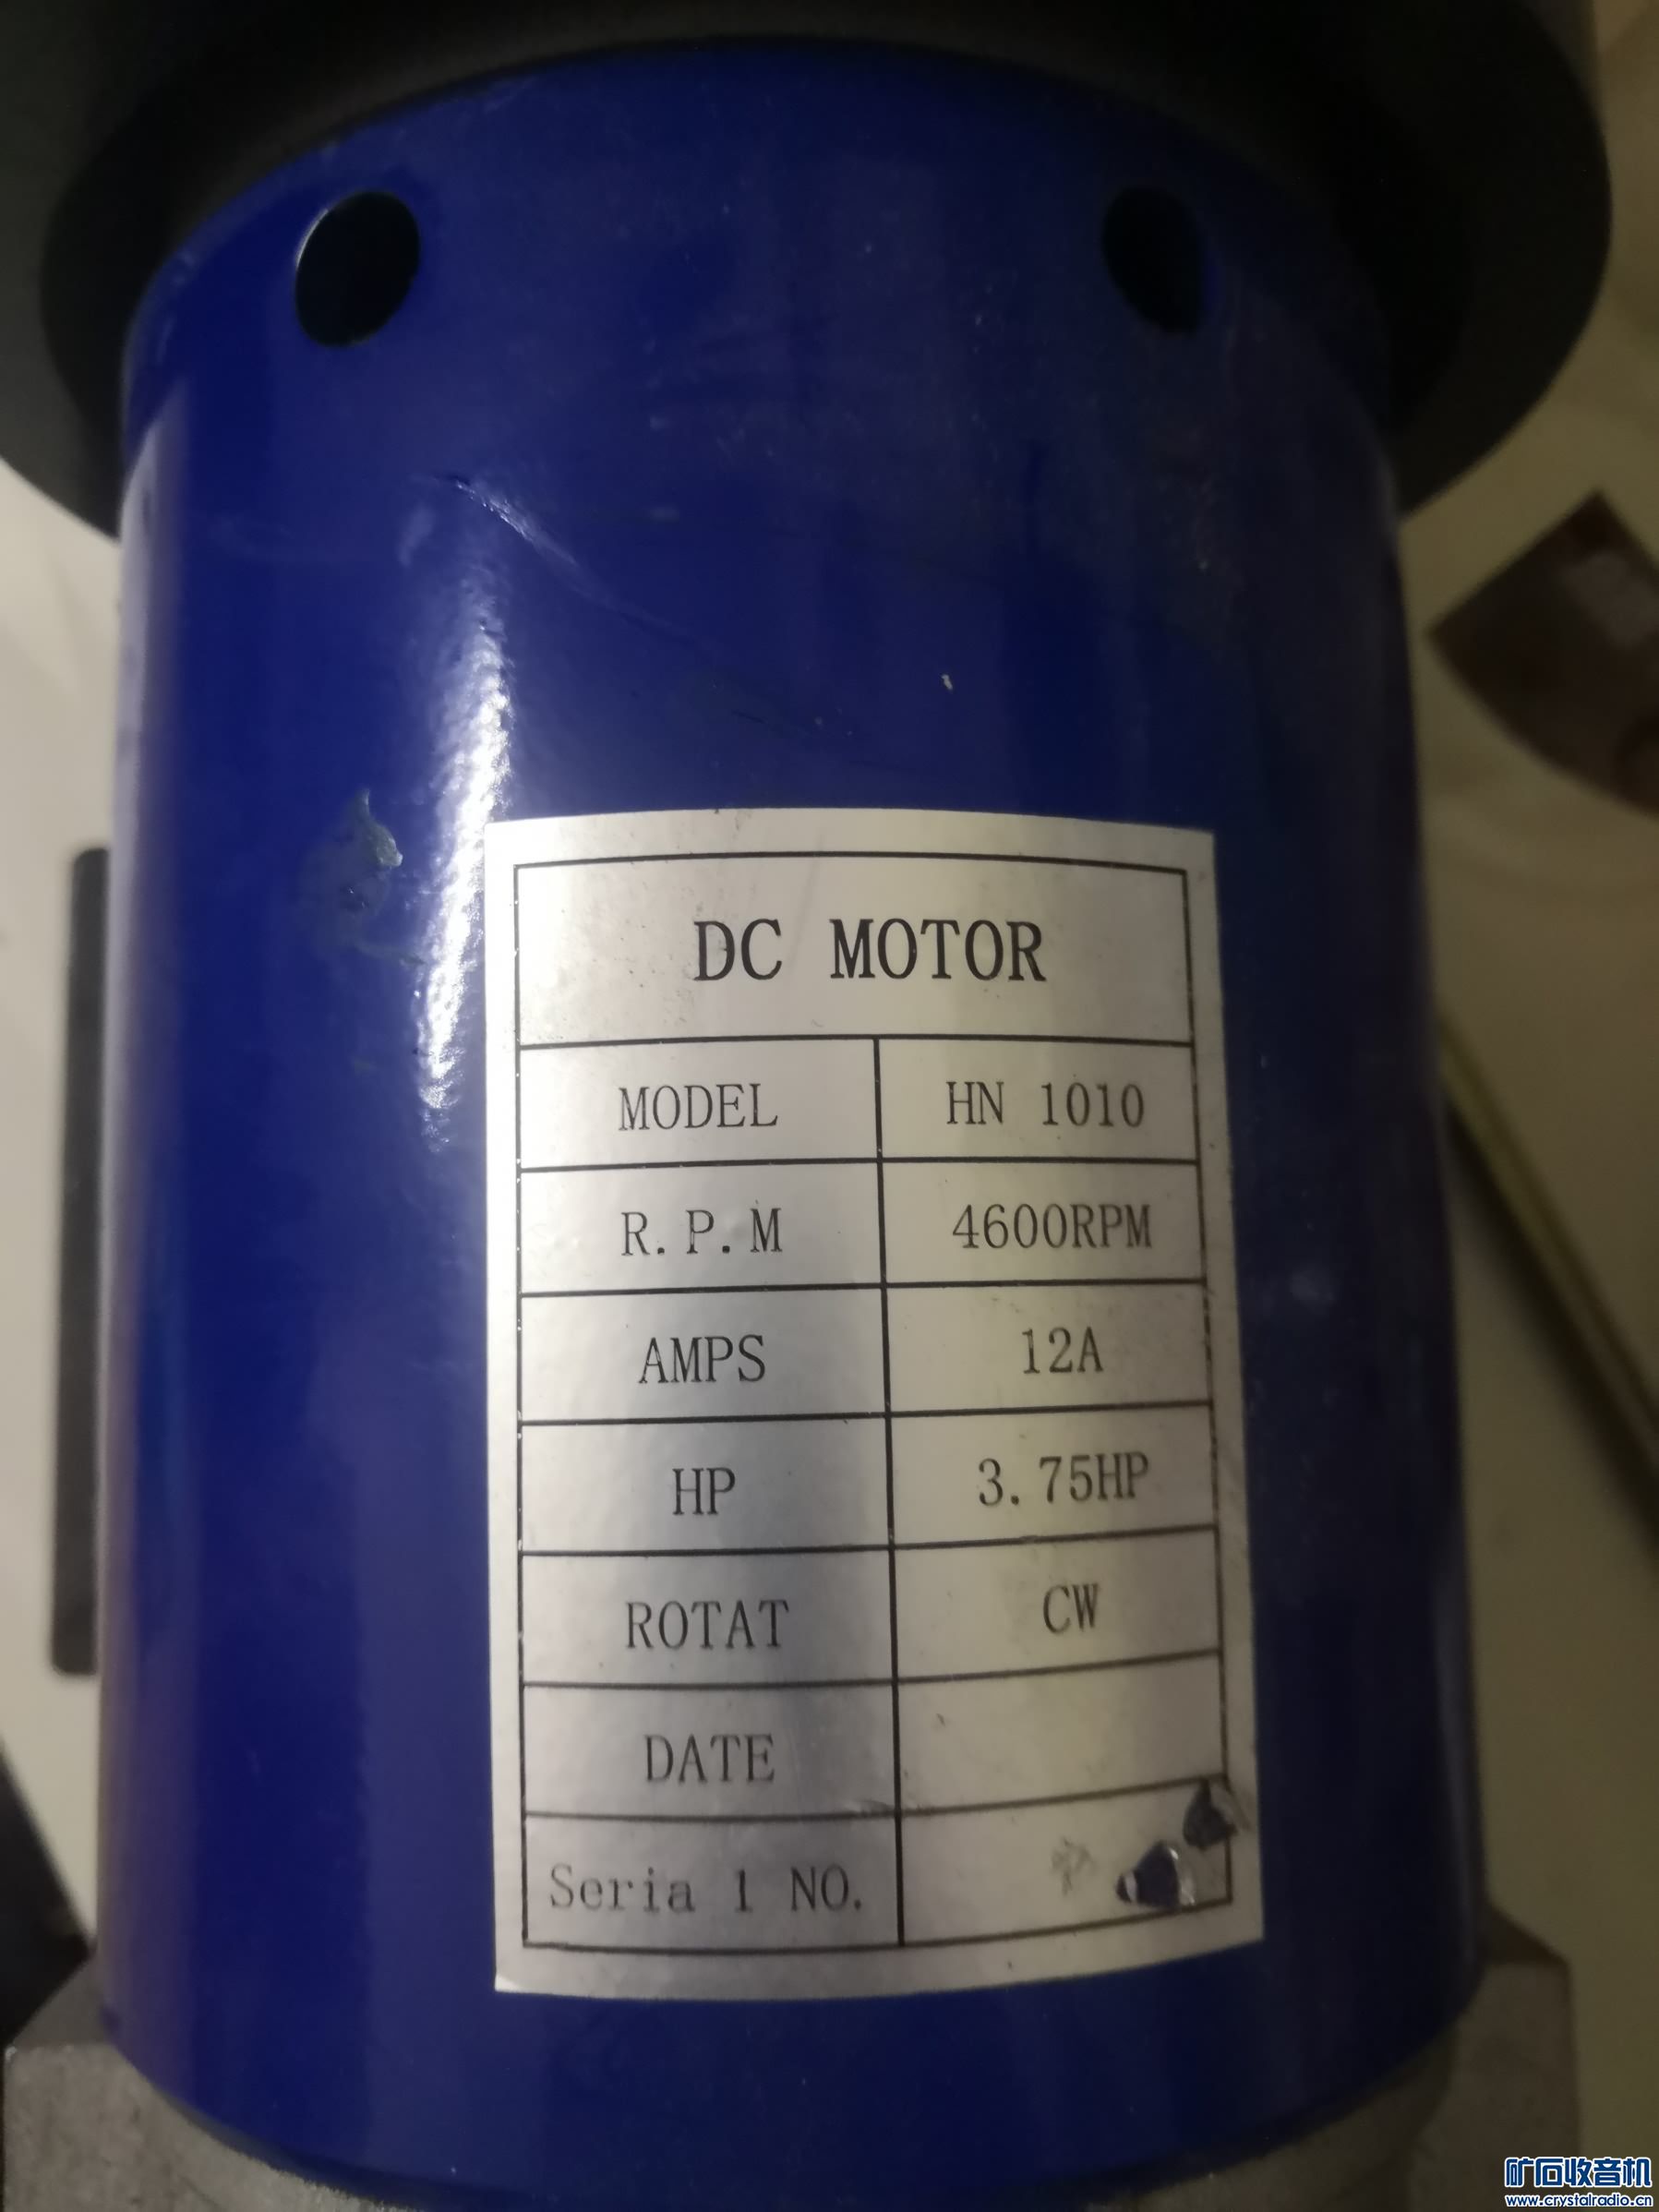 DC MOTOR
MODEL HN 1010
R.P.M 4600RPM
AMPS 12A
HP 3.75HP
ROTAT CW
DATE
Seria 1 NO.
矿石收音机
www.crystalradio.cn